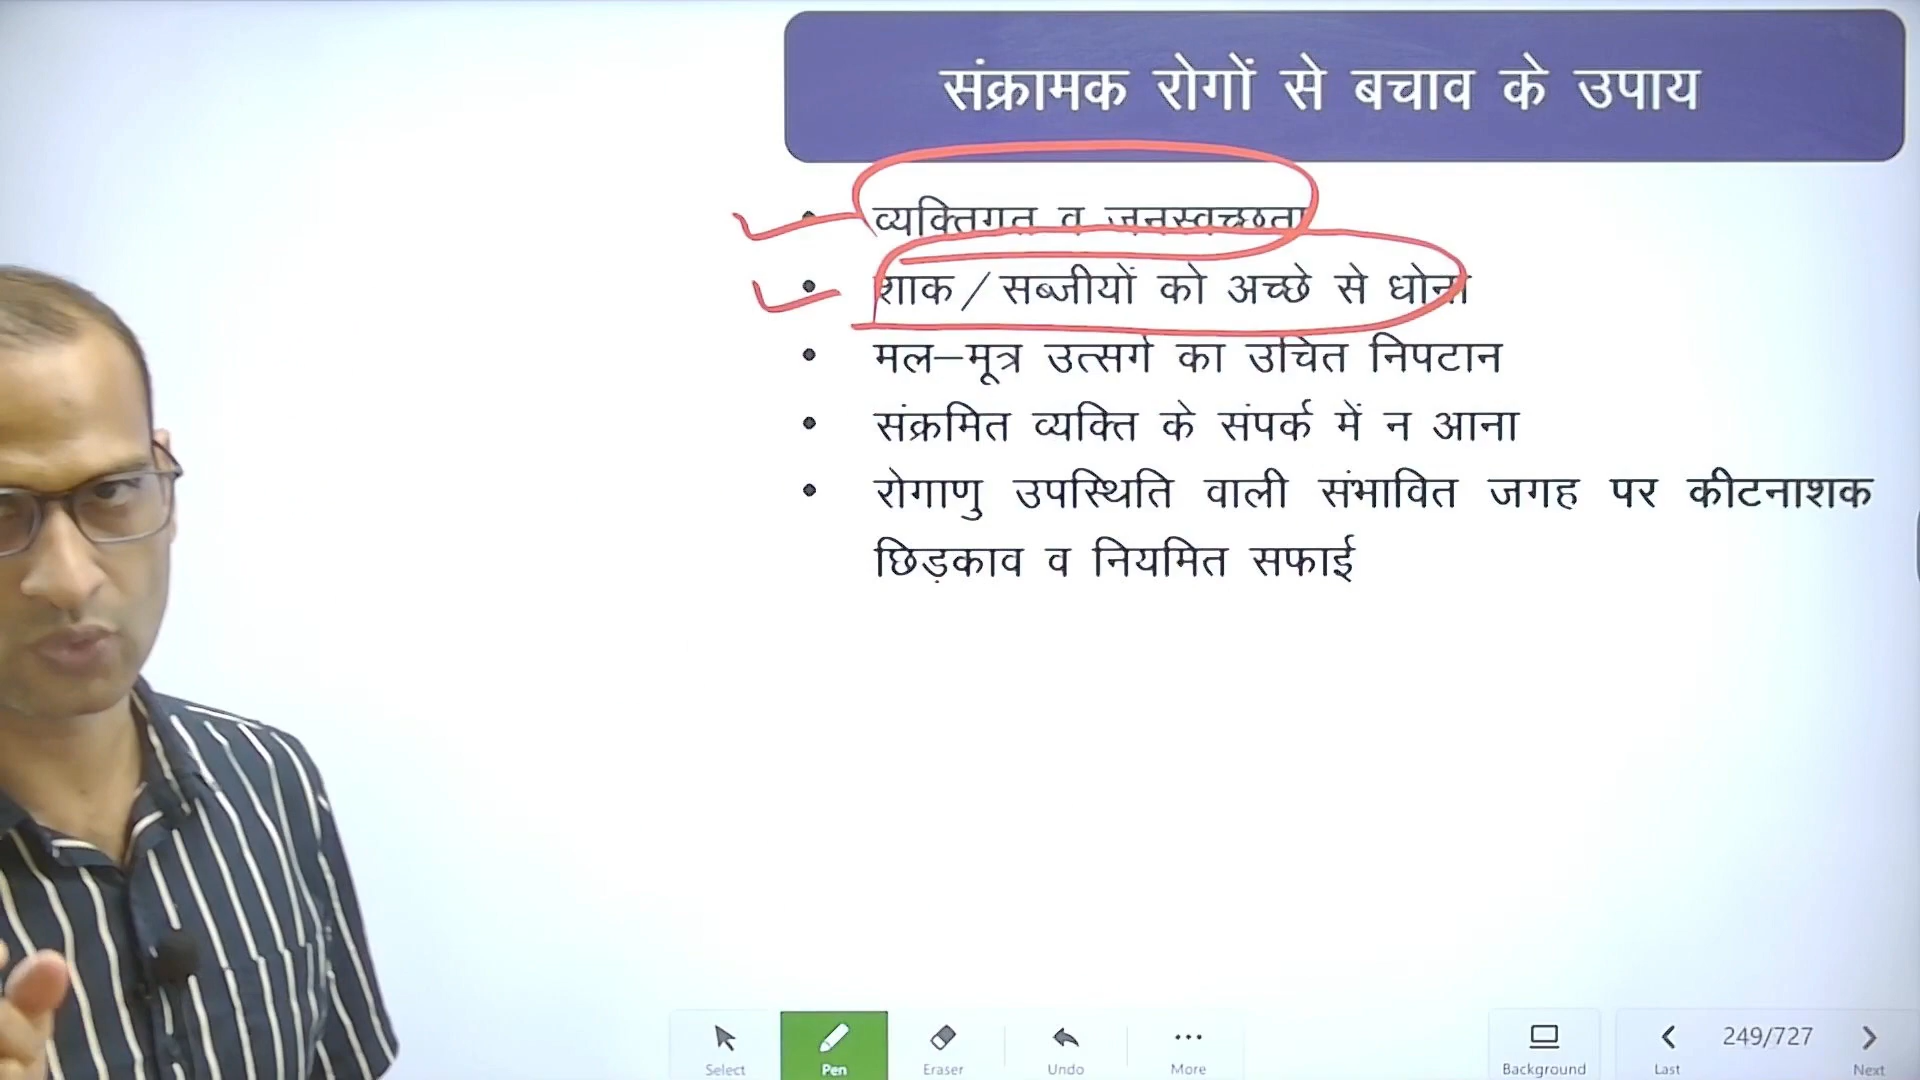 संक्रामक रोगों से बचाव के उपाय
• व्यक्तिगत व जनस्वच्छता
• शाक/सब्जीयों को अच्छे से धोना
• मल–मूत्र उत्सर्ग का उचित निपटान
• संक्रमित व्यक्ति के संपर्क में न आना
• रोगाणु उपस्थिति वाली संभावित जगह पर कीटनाशक
छिड़काव व नियमित सफाई
Select Pen Eraser Undo More Background Last 249/727 Next